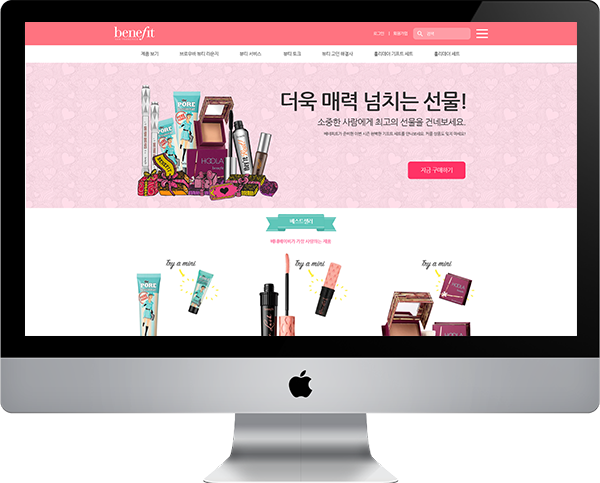 benefit
로그인 | 회원가입 검색
제품 보기 브로우바 뷰티 라운지 뷰티 서비스 뷰티 토크 뷰티 고민 해결사 홀리데이 기프트 세트 홀리데이 세트
더욱 매력 넘치는 선물!
소중한 사람에게 최고의 선물을 건네보세요.
지금 구매하기
PORE
HOOLA
benefit
베스트셀러
Try a mini Try a mini Try a mini
PORE
HOOLA